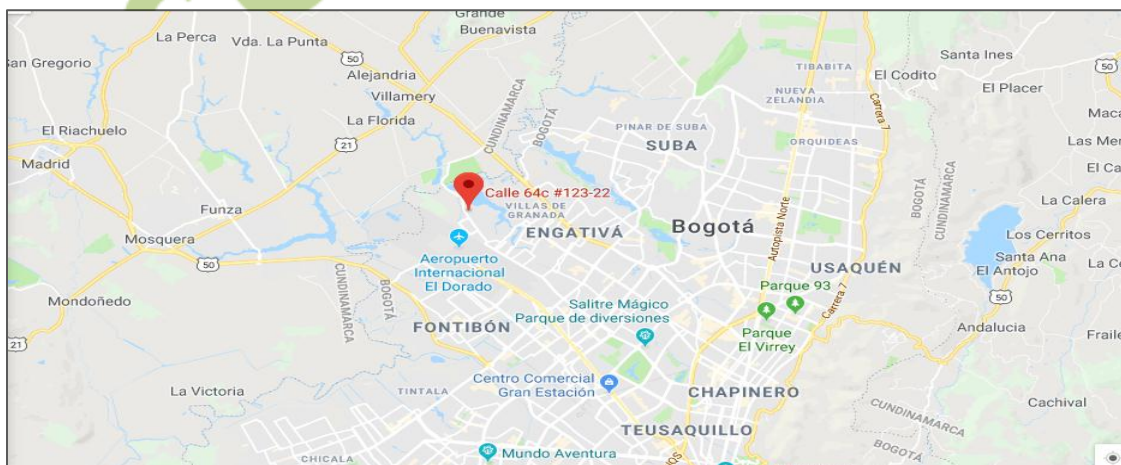 Grande
Buenavista
La Perca
Vda. La Punta
50
San Gregorio
Alejandria
Villamery
La Florida
El Riachuelo
21
Madrid
Funza
Mosquera
50
Mondoñedo
21
La Victoria
CUNDINAMARCA
BOGOTÁ
CUNDINAMARCA
BOGOTÁ
Calle 64c #123-22
VILLAS DE
GRANADA
ENGATIVÁ
Aeropuerto
Internacional
El Dorado
FONTIBÓN
TINTALA
CHICALA
PINAR DE SUBA
SUBA
Bogotá
Salitre Mágico
Parque de diversiones
Centro Comercial
Gran Estación
Mundo Aventura
TEUSAQUILLO
CHAPINERO
TIBABITA
NUEVA
ZELANDIA
ORQUIDEAS
Autopista Norte
Carrera 7
USAQUÉN
Parque 93
Parque
El Virrey
Carrera 7
El Codito
Santa Ines
50
El Placer
BOGOTÁ
CUNDINAMARCA
La Calera
Los Cerritos
Santa Ana
El Antojo
50
Andalucia
Cachival
CUNDINAMARCA
BOGOTÁ